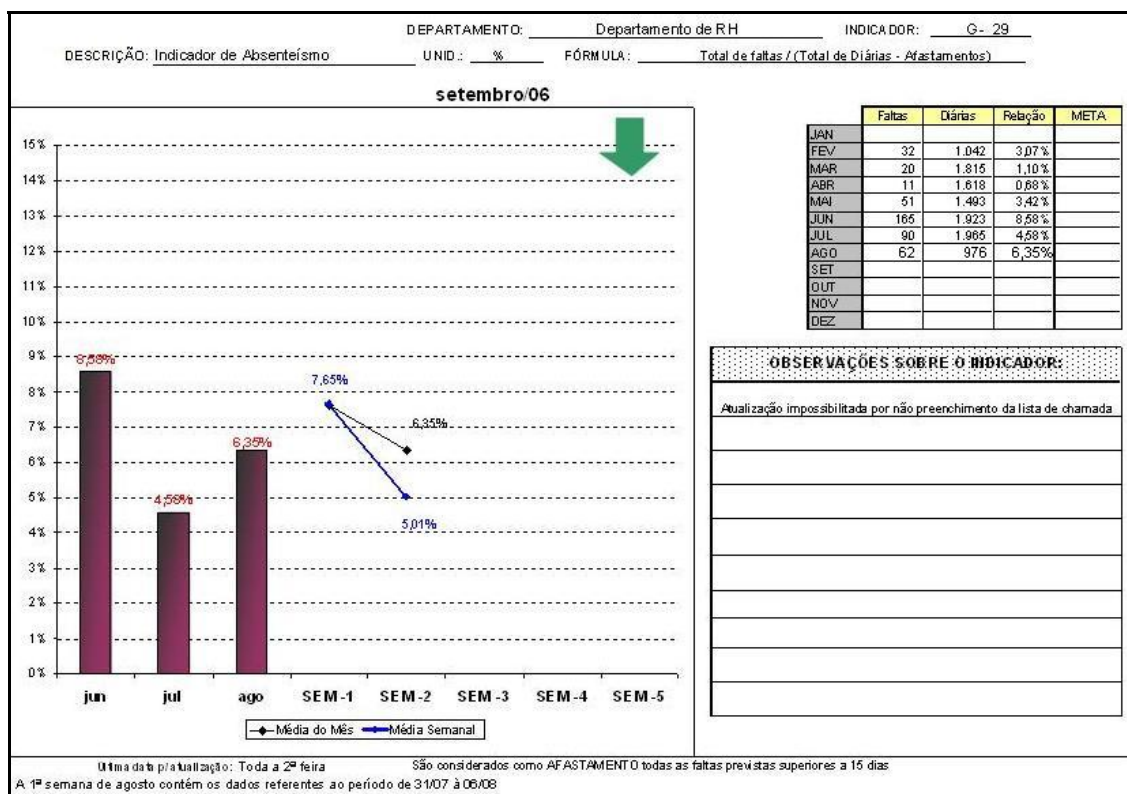 DEPARTAMENTO: Departamento de RH INDICADOR: G- 29
DESCRIÇÃO: Indicador de Absenteísmo UNID.: % FÓRMULA: Total de faltas / (Total de Diárias - Afastamentos)
setembro/06
Faltas Diárias Relação META
JAN
FEV 32 1.042 3,07%
MAR 20 1.815 1,10%
ABR 11 1.618 0,68%
MAI 51 1.493 3,42%
JUN 165 1.923 8,58%
JUL 90 1.965 4,58%
AGO 62 976 6,35%
SET
OUT
NOV
DEZ
15%
14%
13%
12%
11%
10%
9%
8%
7%
6%
5%
4%
3%
2%
1%
0%
8,58%
4,58%
6,35%
7,65%
6,35%
5,01%
jun jul ago SEM-1 SEM-2 SEM-3 SEM-4 SEM-5
Média do Mês Média Semanal
OBSERVAÇÕES SOBRE O INDICADOR:
Atualização impossibilitada por não preenchimento da lista de chamada
Última data p/ atualização: Toda a 2ª feira São considerados como AFASTAMENTO todas as faltas previstas superiores a 15 dias
A 1ª semana de agosto contém os dados referentes ao período de 31/07 à 06/08